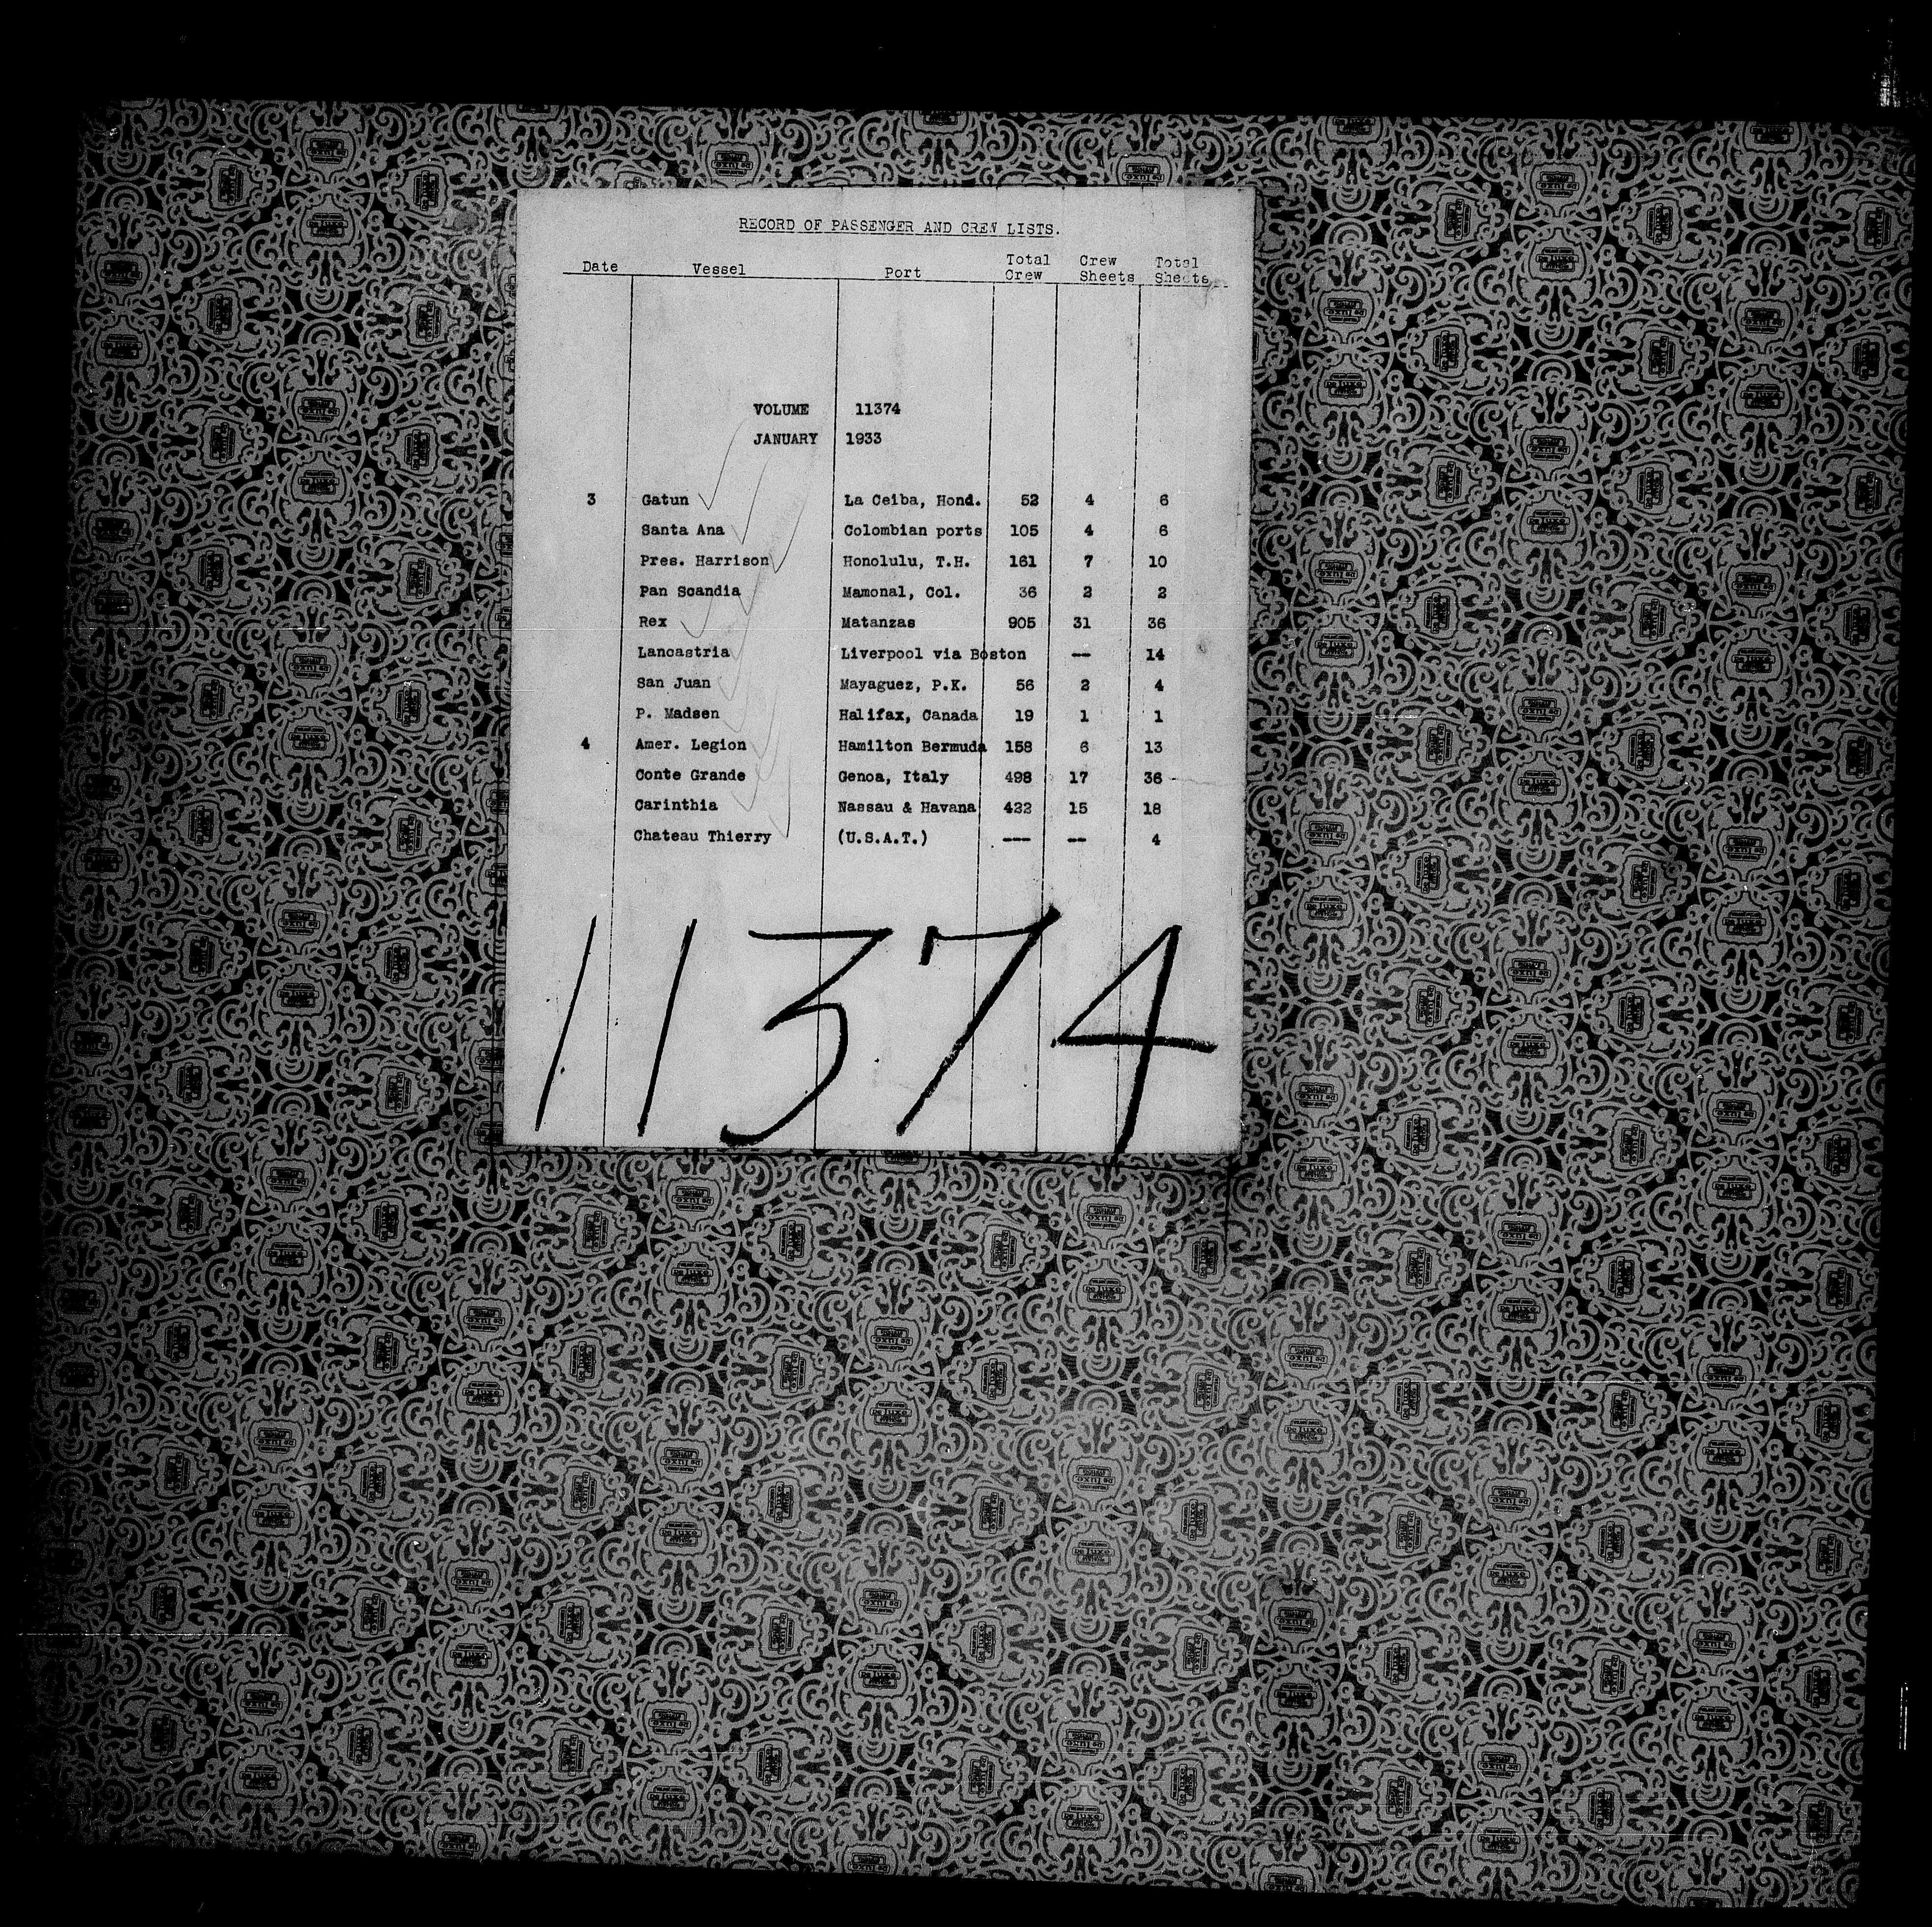 RECORD OF PASSENGER AND CREW LISTS.
Date Vessel Port Total Crew Crew Sheets Total Sheets
VOLUME 11374
JANUARY 1933
3 Gatun La Ceiba, Hond. 52 4 6
Santa Ana Colombian ports 105 4 6
Pres. Harrison Honolulu, T.H. 161 7 10
Pan Scandia Mamonal, Col. 36 2 2
Rex Matanzas 905 31 36
Lancastria Liverpool via Boston -- 14
San Juan Mayaguez, P.R. 56 2 4
P. Madsen Halifax, Canada 19 1 1
4 Amer. Legion Hamilton Bermuda 158 6 13
Conte Grande Genoa, Italy 498 17 36
Carinthia Nassau & Havana 422 15 18
Chateau Thierry (U.S.A.T.) --- -- 4
11374